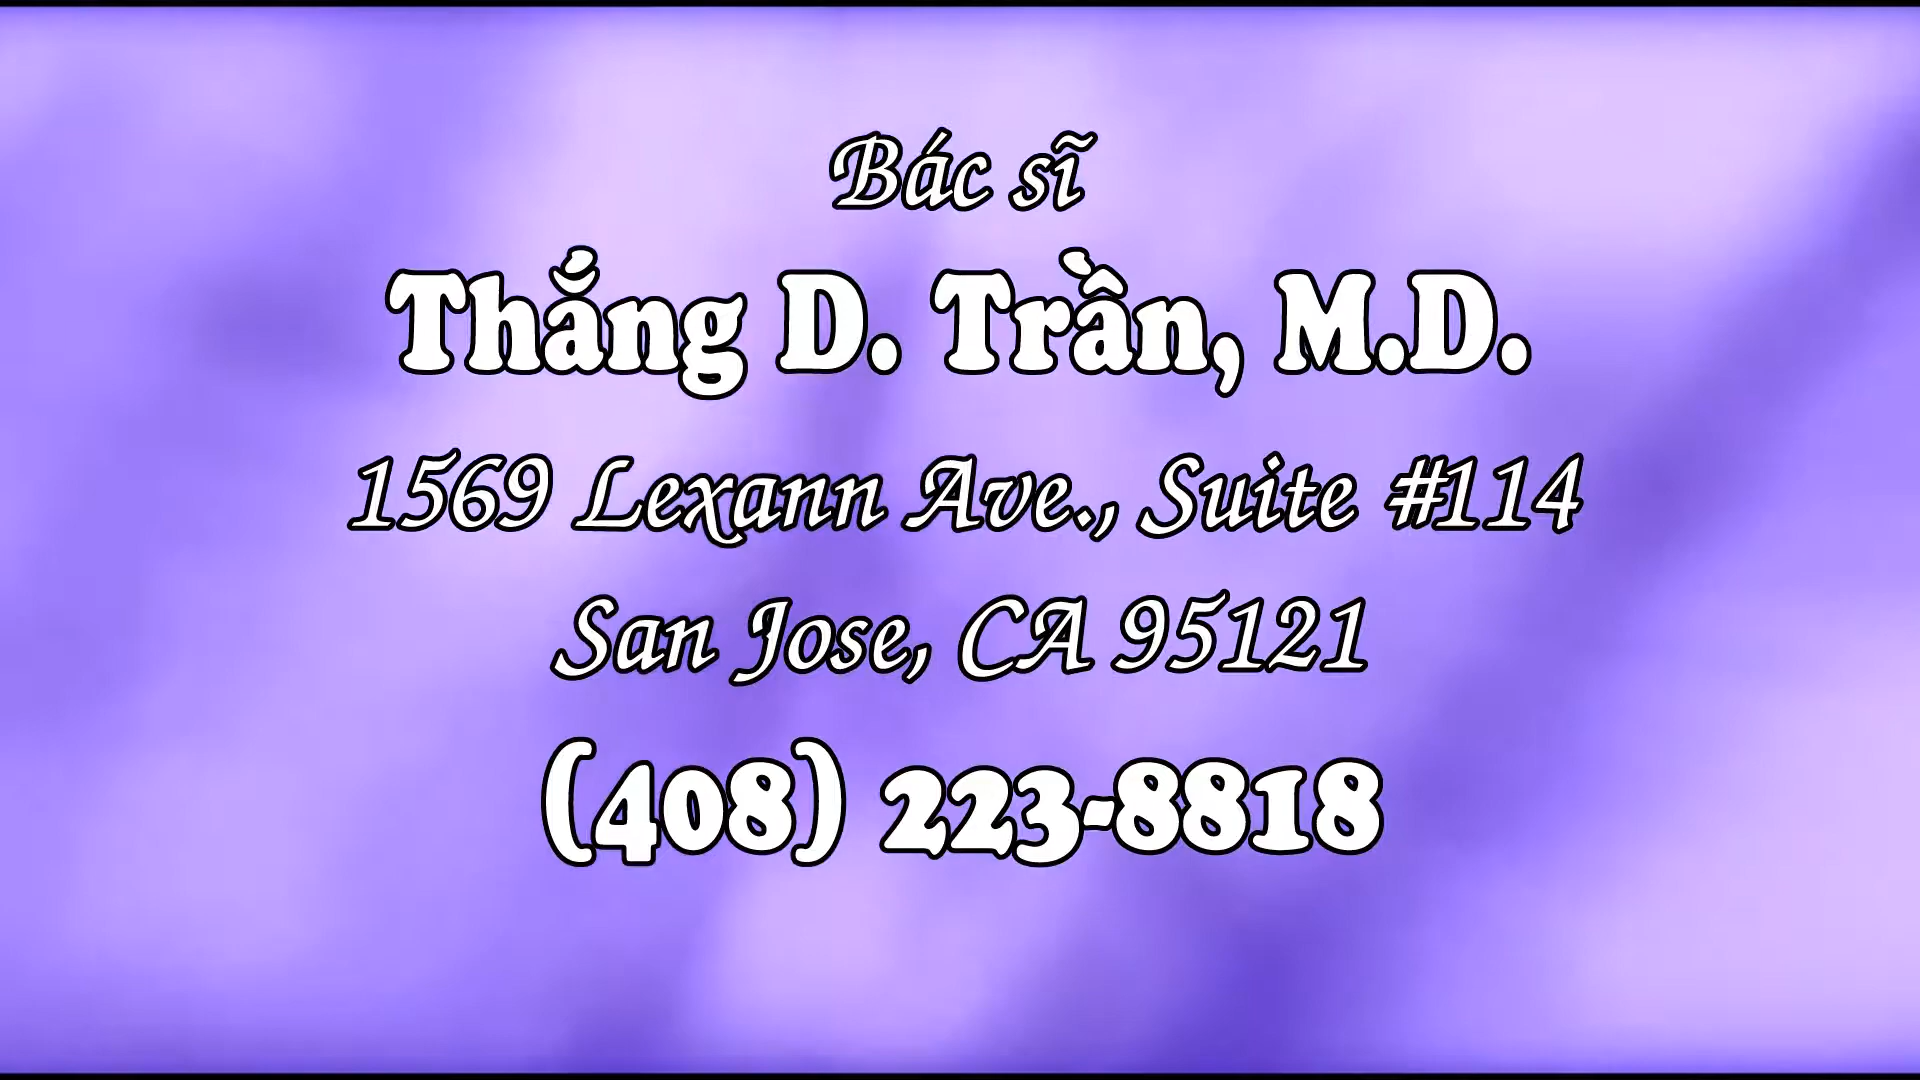 Bác sĩ
Thắng D. Trần, M.D.
1569 Lexann Ave., Suite #114
San Jose, CA 95121
(408) 223-8818